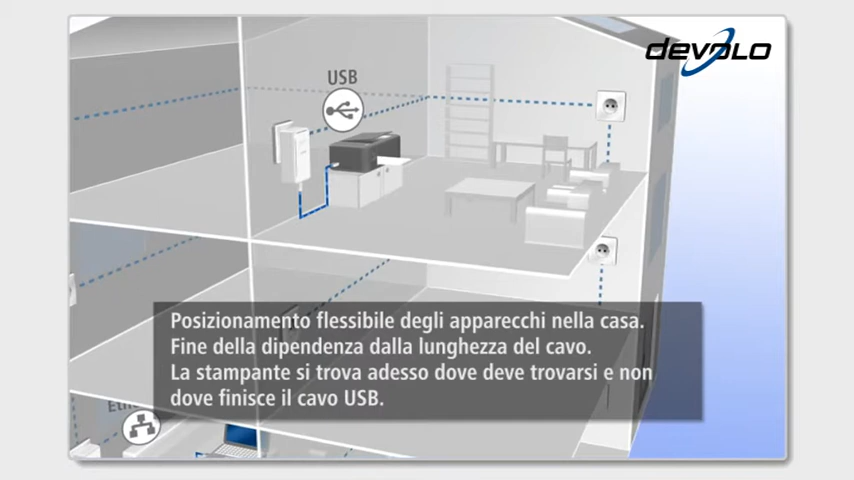 devolo
USB
Posizionamento flessibile degli apparecchi nella casa.
Fine della dipendenza dalla lunghezza del cavo.
La stampante si trova adesso dove deve trovarsi e non
dove finisce il cavo USB.